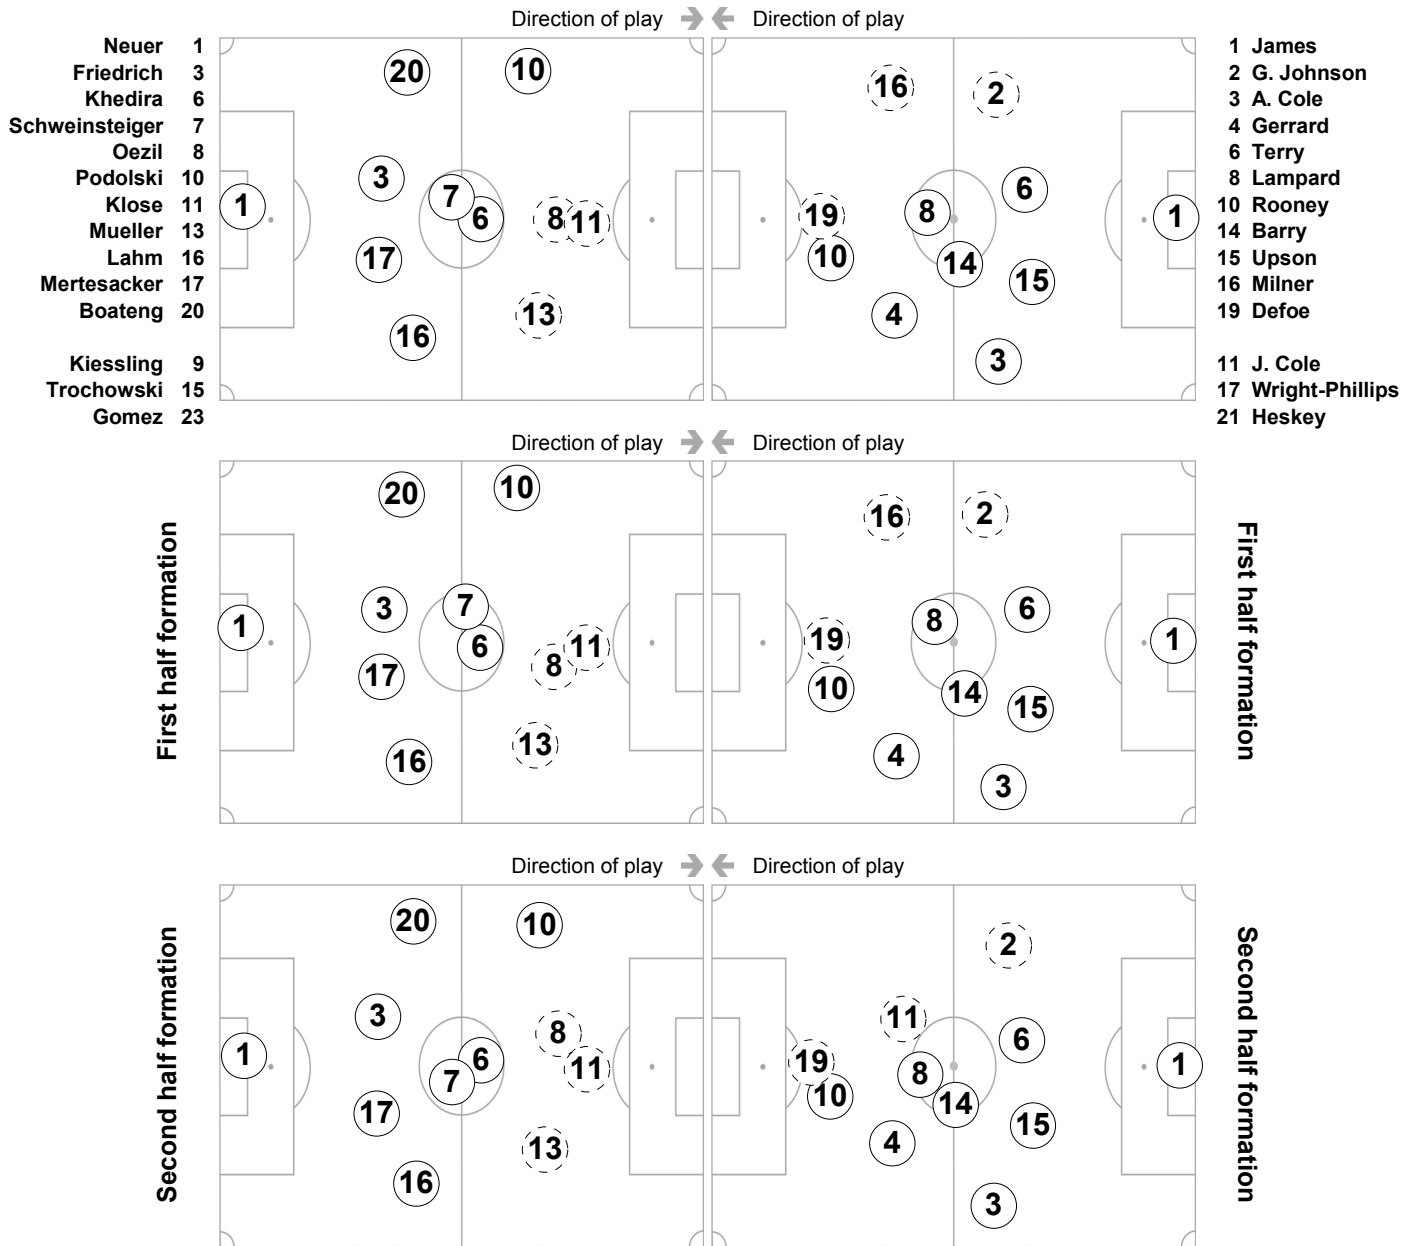 Direction of play Direction of play
Neuer 1
Friedrich 3
Khedira 6
Schweinsteiger 7
Oezil 8
Podolski 10
Klose 11
Mueller 13
Lahm 16
Mertesacker 17
Boateng 20
Kiessling 9
Trochowski 15
Gomez 23
20 10
3
7
1
6
8 11
17
13
16
16 2
6
8
19
1
10
14
15
4
3
1 James
2 G. Johnson
3 A. Cole
4 Gerrard
6 Terry
8 Lampard
10 Rooney
14 Barry
15 Upson
16 Milner
19 Defoe
11 J. Cole
17 Wright-Phillips
21 Heskey
Direction of play Direction of play
First half formation
20 10
3
7
1
6
11
8
17
13
16
16 2
6
8
19
1
10
14
15
4
3
First half formation
Direction of play Direction of play
Second half formation
20 10
3
8
1
6
11
7
17
13
16
2
11
6
19
8
1
10
14
15
4
3
Second half formation